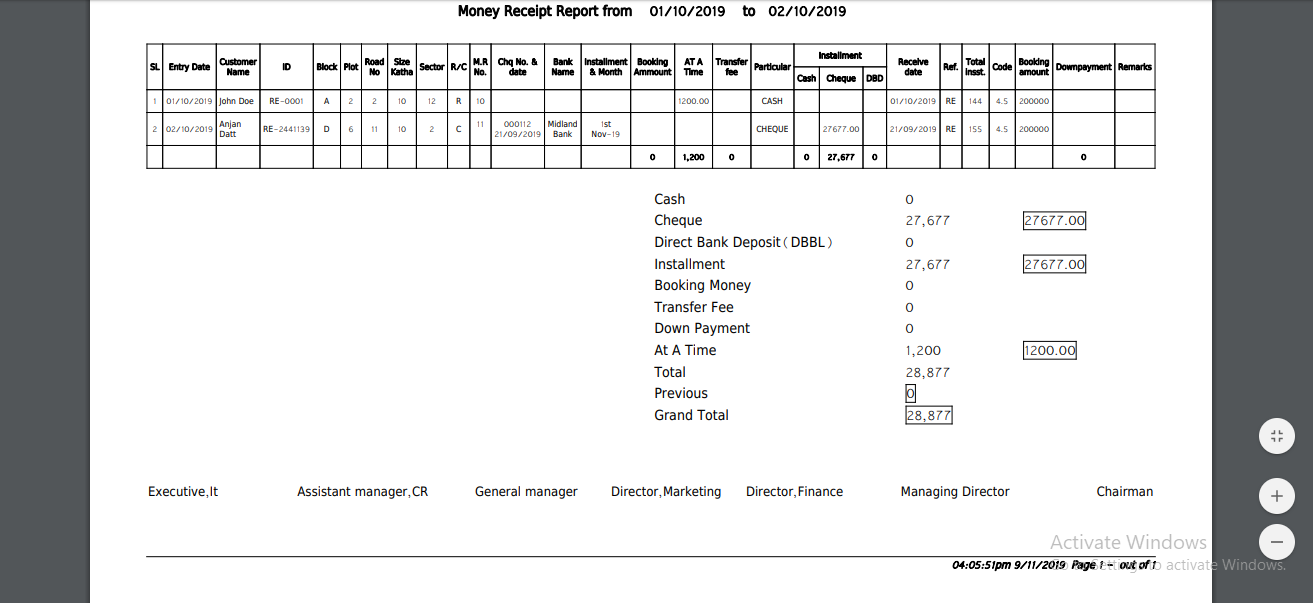 Money Receipt Report from 01/10/2019 to 02/10/2019
SL Entry Date Customer Name ID Block Plot Road No Size Katha Sector R/C M.R No. Chq No. & date Bank Name Installment & Month Booking Ammount AT A Time Transfer fee Particular Installment Cash Cheque DBD Receive date Ref. Total Insst. Code Booking amount Downpayment Remarks
1 01/10/2019 John Doe RE-0001 A 2 2 10 12 R 10 1200.00 CASH 01/10/2019 RE 144 4.5 200000
2 02/10/2019 Anjan Datt RE-2441139 D 6 11 10 2 C 11 000112 21/09/2019 Midland Bank 1st Nov-19 CHEQUE 27677.00 21/09/2019 RE 155 4.5 200000
0 1,200 0 0 27,677 0 0
Cash 0
Cheque 27,677 27677.00
Direct Bank Deposit(DBBL) 0
Installment 27,677 27677.00
Booking Money 0
Transfer Fee 0
Down Payment 0
At A Time 1,200 1200.00
Total 28,877
Previous 0
Grand Total 28,877
Executive,It Assistant manager,CR General manager Director,Marketing Director,Finance Managing Director Chairman
Activate Windows
04:05:51pm 9/11/2019 Page 1 - out of 1
to activate Windows.